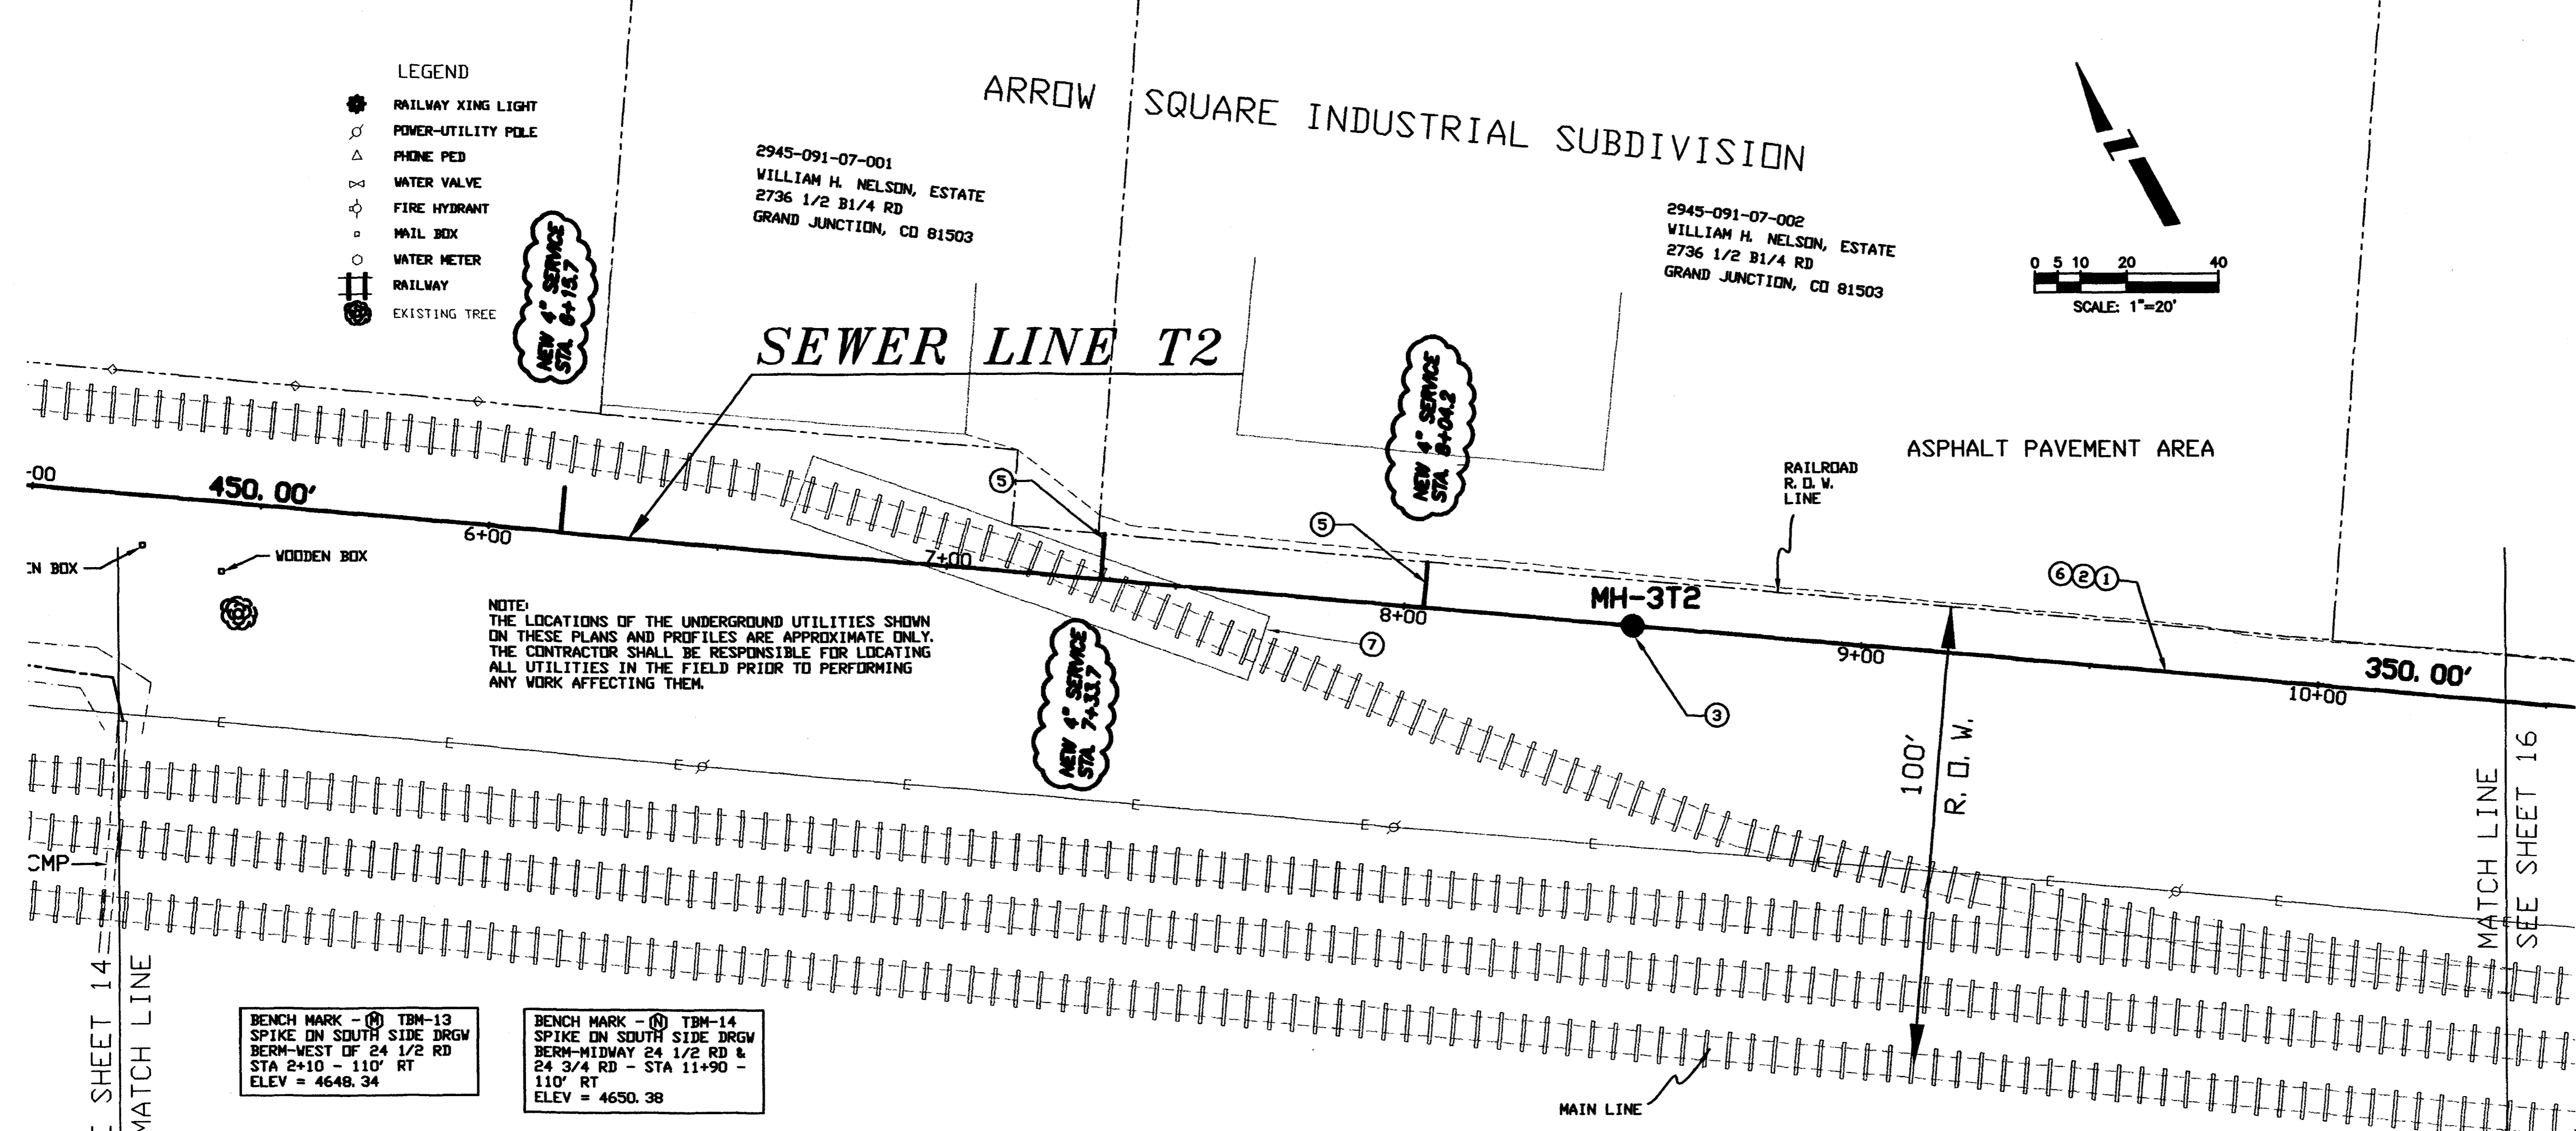 LEGEND
RAILWAY XING LIGHT
POWER-UTILITY POLE
PHONE PED
WATER VALVE
FIRE HYDRANT
MAIL BOX
WATER METER
RAILWAY
EXISTING TREE
NEW 4" SERVICE
STA. 6+15.7
2945-091-07-001
WILLIAM H. NELSON, ESTATE
2736 1/2 B1/4 RD
GRAND JUNCTION, CO 81503
ARROW SQUARE INDUSTRIAL SUBDIVISION
2945-091-07-002
WILLIAM H. NELSON, ESTATE
2736 1/2 B1/4 RD
GRAND JUNCTION, CO 81503
0 5 10 20 40
SCALE: 1"=20'
SEWER LINE T2
NEW 4" SERVICE
STA. 8+04.2
ASPHALT PAVEMENT AREA
RAILROAD
R. O. W.
LINE
-00
450. 00'
6+00
5
7+00
5
8+00
MH-3T2
6 2 1
9+00
350. 00'
10+00
EN BOX
WOODEN BOX
NOTE:
THE LOCATIONS OF THE UNDERGROUND UTILITIES SHOWN
ON THESE PLANS AND PROFILES ARE APPROXIMATE ONLY.
THE CONTRACTOR SHALL BE RESPONSIBLE FOR LOCATING
ALL UTILITIES IN THE FIELD PRIOR TO PERFORMING
ANY WORK AFFECTING THEM.
NEW 4" SERVICE
STA. 7+33.7
7
3
100'
R. O. W.
E E E E E E E E E
CMP
E SHEET 14
MATCH LINE
MATCH LINE
SEE SHEET 16
BENCH MARK - M TBM-13
SPIKE ON SOUTH SIDE DRGW
BERM-WEST OF 24 1/2 RD
STA 2+10 - 110' RT
ELEV = 4648. 34
BENCH MARK - N TBM-14
SPIKE ON SOUTH SIDE DRGW
BERM-MIDWAY 24 1/2 RD &
24 3/4 RD - STA 11+90 -
110' RT
ELEV = 4650. 38
MAIN LINE